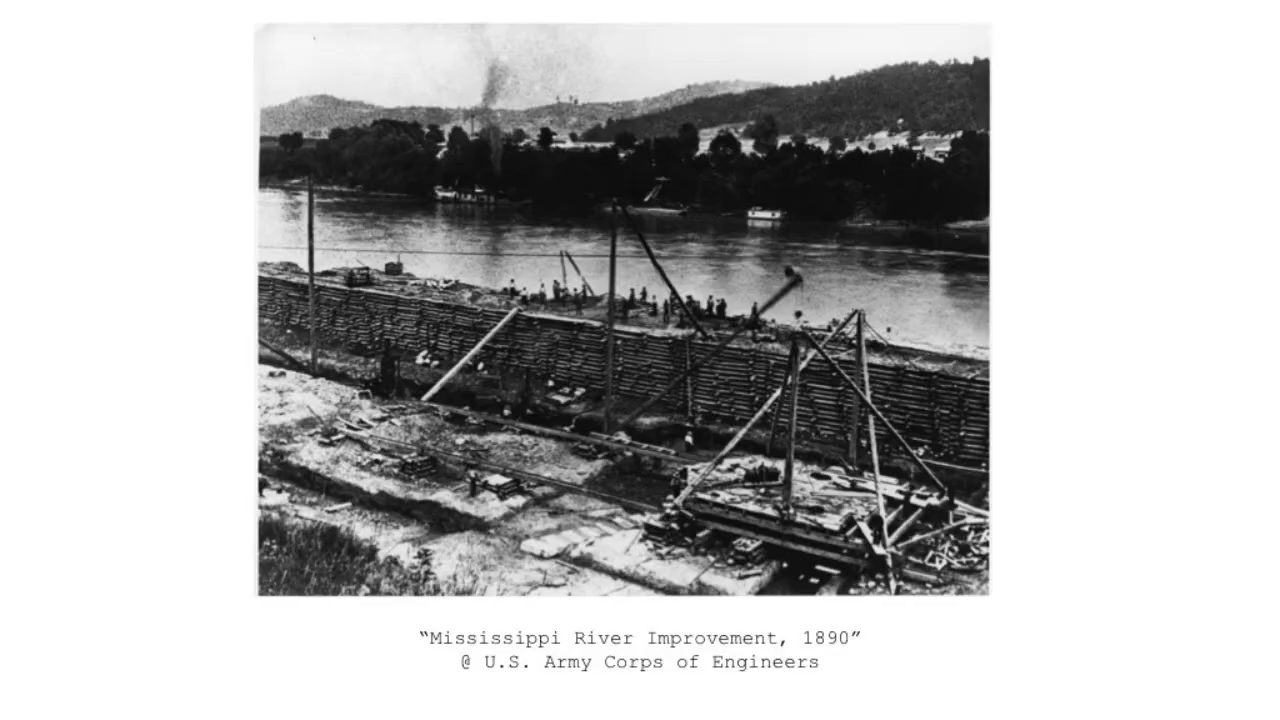 “Mississippi River Improvement, 1890”
@ U.S. Army Corps of Engineers